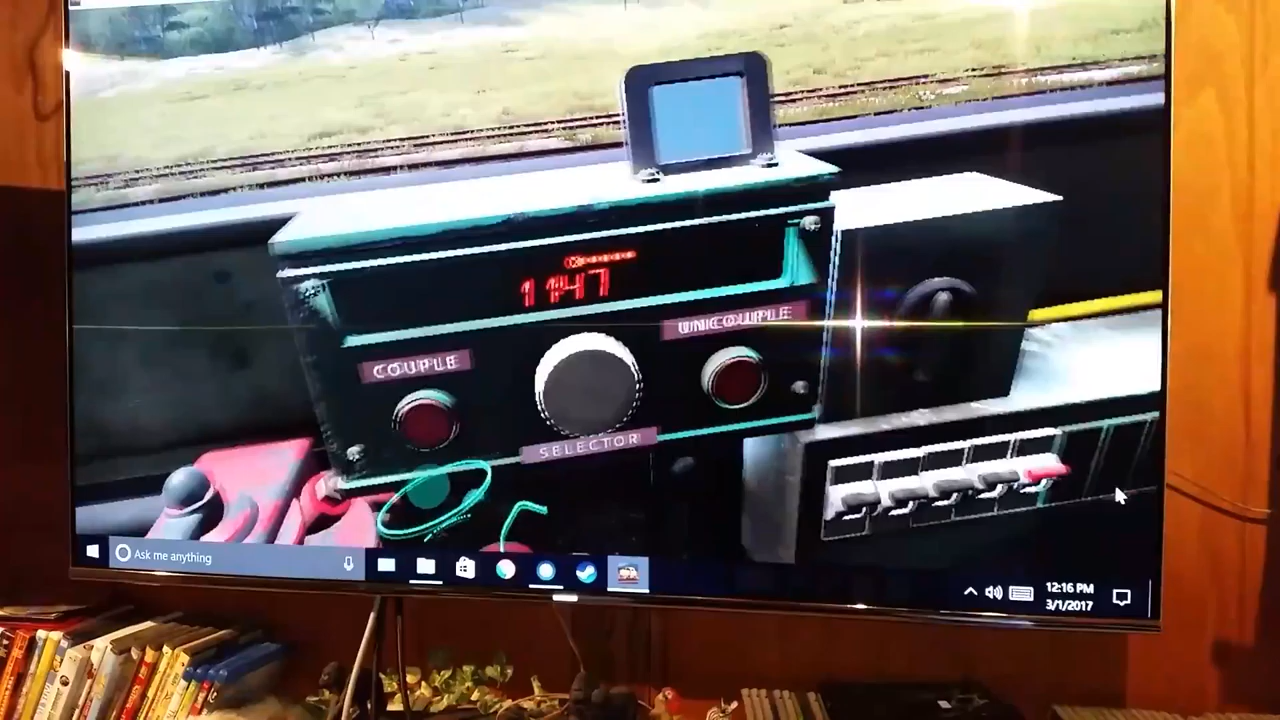 1147
UNCOUPLE
COUPLE
SELECTOR
Ask me anything
12:16 PM
3/1/2017